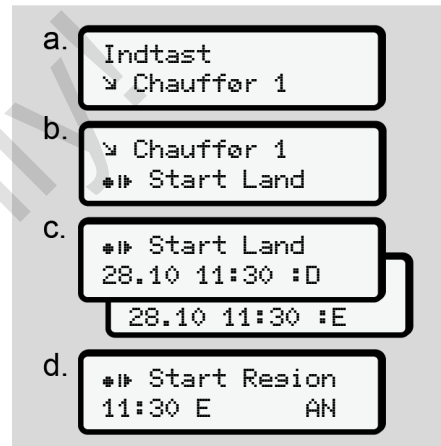 a.
Indtast
↘ Chauffør 1
b.
↘ Chauffør 1
●I▶ Start Land
c.
●I▶ Start Land
28.10 11:30 :D
28.10 11:30 :E
d.
●I▶ Start Region
11:30 E AN